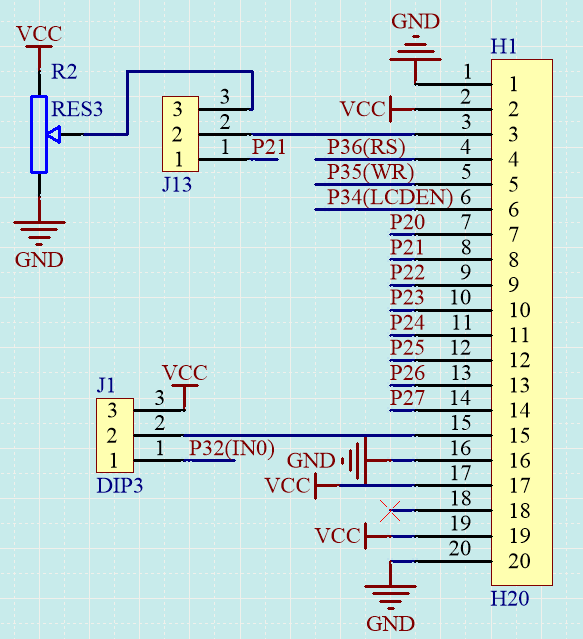 GND
VCC
H1
R2
RES3
1 1
VCC 2 2
3 3
3 3
2 2
1 1 P21
J13
P36(RS) 4 4
P35(WR) 5 5
P34(LCDEN) 6 6
P20 7 7
P21 8 8
P22 9 9
P23 10 10
P24 11 11
P25 12 12
P26 13 13
P27 14 14
GND
J1
VCC
3 3
2 2
1 1 P32(IN0)
DIP3
15 15
GND 16 16
VCC 17 17
18 18
VCC 19 19
20 20
H20
GND